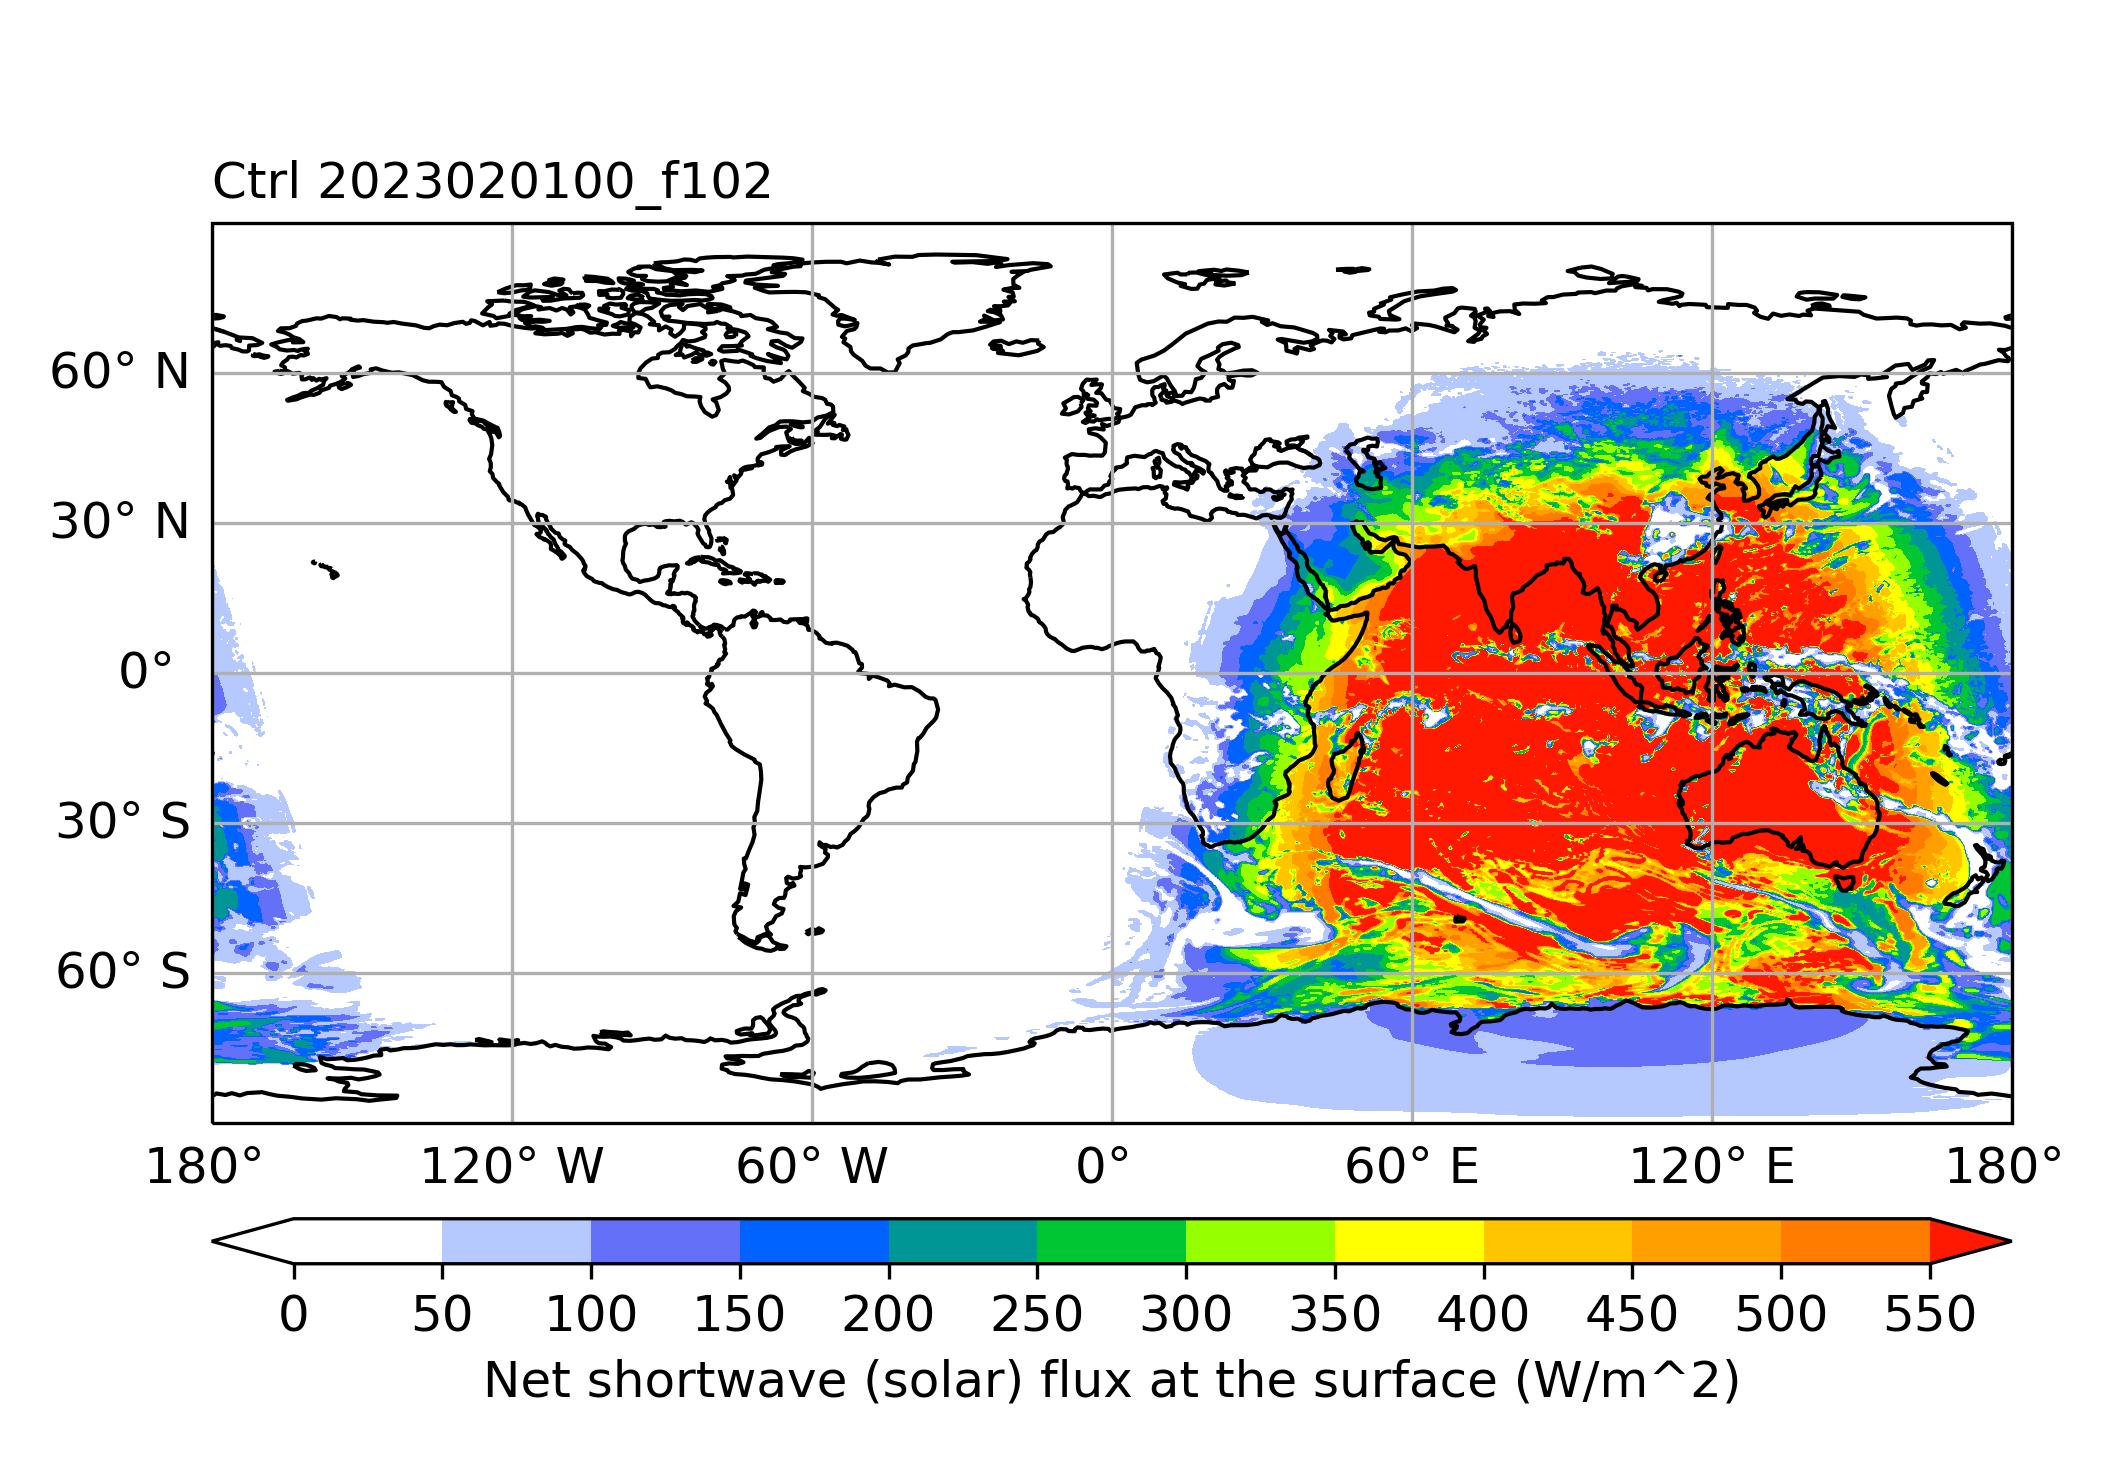 Ctrl 2023020100_f102
60° N
30° N
0°
30° S
60° S
180° 120° W 60° W 0° 60° E 120° E 180°
0 50 100 150 200 250 300 350 400 450 500 550
Net shortwave (solar) flux at the surface (W/m^2)